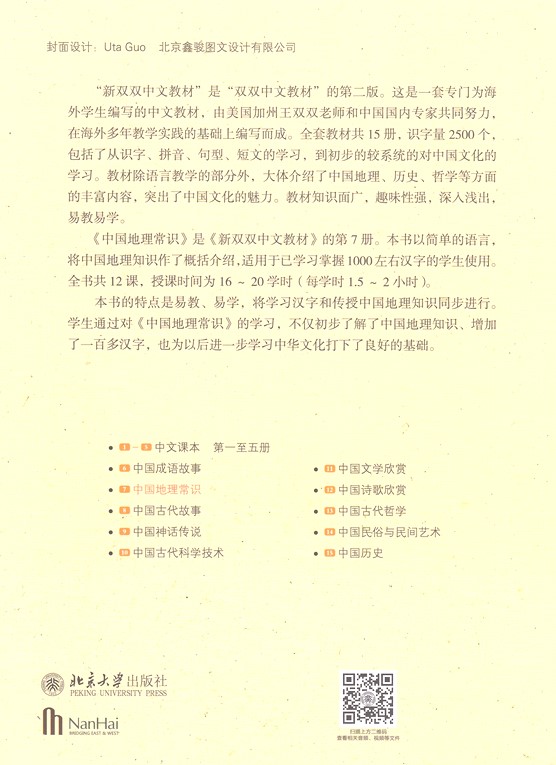 封面设计：Uta Guo　北京鑫骏图文设计有限公司
“新双双中文教材”是“双双中文教材”的第二版。这是一套专门为海
外学生编写的中文教材，由美国加州王双双老师和中国国内专家共同努力，
在海外多年教学实践的基础上编写而成。全套教材共 15 册，识字量 2500 个，
包括了从识字、拼音、句型、短文的学习，到初步的较系统的对中国文化的
学习。教材除语言教学的部分外，大体介绍了中国地理、历史、哲学等方面
的丰富内容，突出了中国文化的魅力。教材知识面广，趣味性强，深入浅出，
易教易学。
《中国地理常识》是《新双双中文教材》的第 7 册。本书以简单的语言，
将中国地理知识作了概括介绍，适用于已学习掌握 1000 左右汉字的学生使用。
全书共 12 课，授课时间为 16 ～ 20 学时（每学时 1.5 ～ 2 小时）。
本书的特点是易教、易学，将学习汉字和传授中国地理知识同步进行。
学生通过对《中国地理常识》的学习，不仅初步了解了中国地理知识、增加
了一百多汉字，也为以后进一步学习中华文化打下了良好的基础。
1 – 5 中文课本　第一至五册
6 中国成语故事
7 中国地理常识
8 中国古代故事
9 中国神话传说
10 中国古代科学技术
11 中国文学欣赏
12 中国诗歌欣赏
13 中国古代哲学
14 中国民俗与民间艺术
15 中国历史
北京大学出版社
PEKING UNIVERSITY PRESS
NanHai
BRIDGING EAST & WEST
扫描上方二维码
查看相关音频、视频等文件